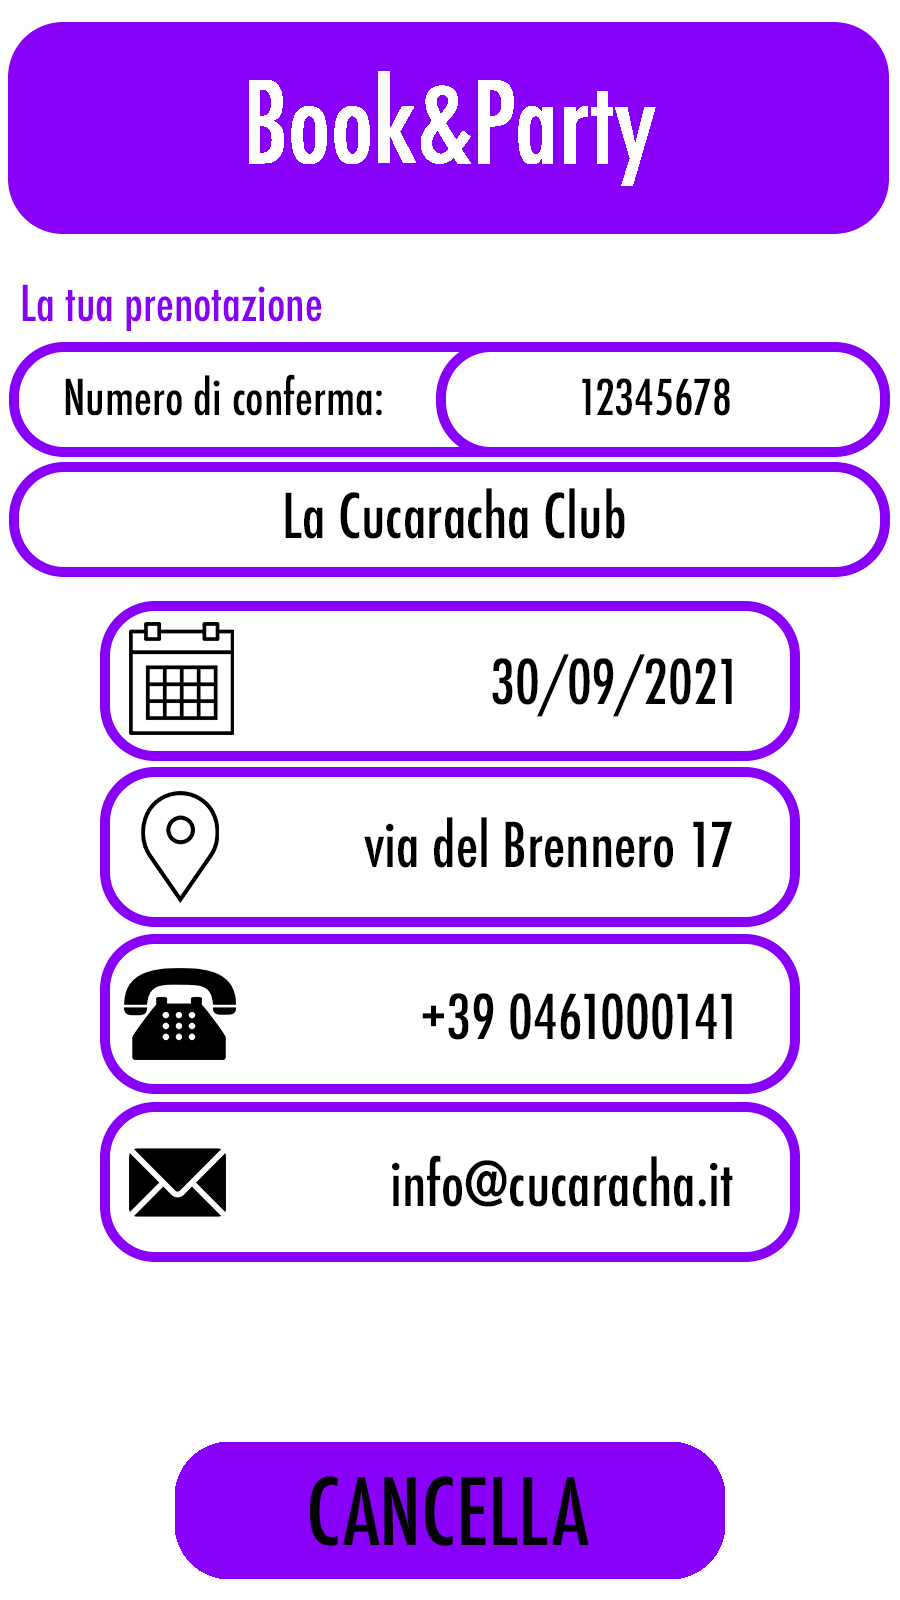 Book&Party
La tua prenotazione
Numero di conferma: 12345678
La Cucaracha Club
30/09/2021
via del Brennero 17
+39 0461000141
info@cucaracha.it
CANCELLA